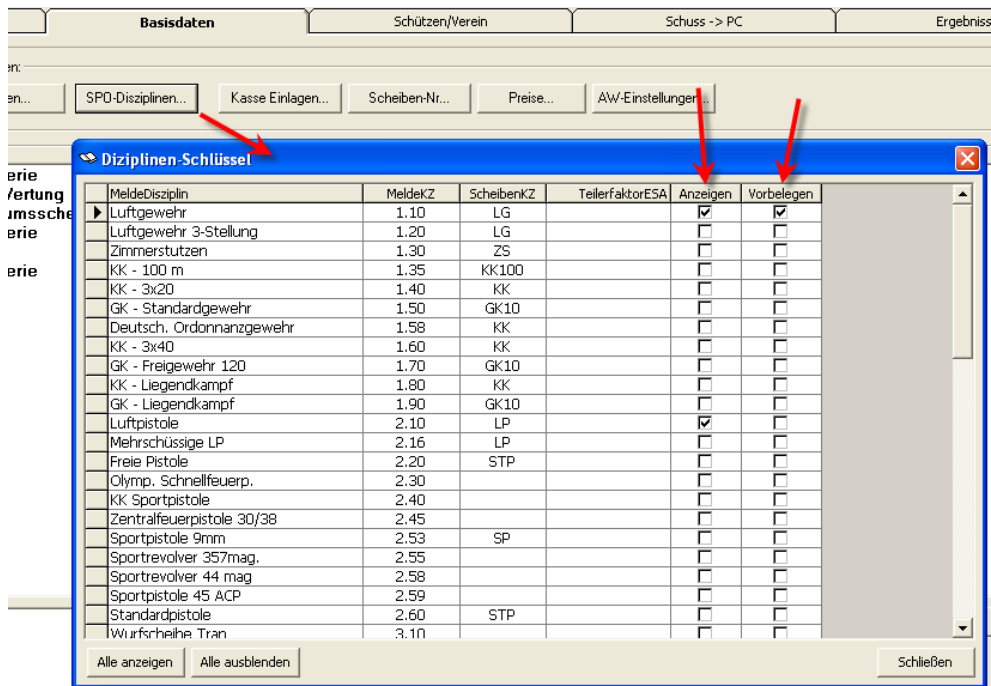 Basisdaten Schützen/Verein Schuss -> PC Ergebniss
en:
en... SPO-Disziplinen... Kasse Einlagen... Scheiben-Nr... Preise... AW-Einstellungen...
Diziplinen-Schlüssel
erie
Vertung
umssche
erie
erie
MeldeDisziplin MeldeKZ ScheibenKZ TeilerfaktorESA Anzeigen Vorbelegen
Luftgewehr 1.10 LG
Luftgewehr 3-Stellung 1.20 LG
Zimmerstutzen 1.30 ZS
KK - 100 m 1.35 KK100
KK - 3x20 1.40 KK
GK - Standardgewehr 1.50 GK10
Deutsch. Ordonnanzgewehr 1.58 KK
KK - 3x40 1.60 KK
GK - Freigewehr 120 1.70 GK10
KK - Liegendkampf 1.80 KK
GK - Liegendkampf 1.90 GK10
Luftpistole 2.10 LP
Mehrschüssige LP 2.16 LP
Freie Pistole 2.20 STP
Olymp. Schnellfeuerp. 2.30
KK Sportpistole 2.40
Zentralfeuerpistole 30/38 2.45
Sportpistole 9mm 2.53 SP
Sportrevolver 357mag. 2.55
Sportrevolver 44 mag 2.58
Sportpistole 45 ACP 2.59
Standardpistole 2.60 STP
Wurfscheibe Trap 3.10
Alle anzeigen Alle ausblenden Schließen